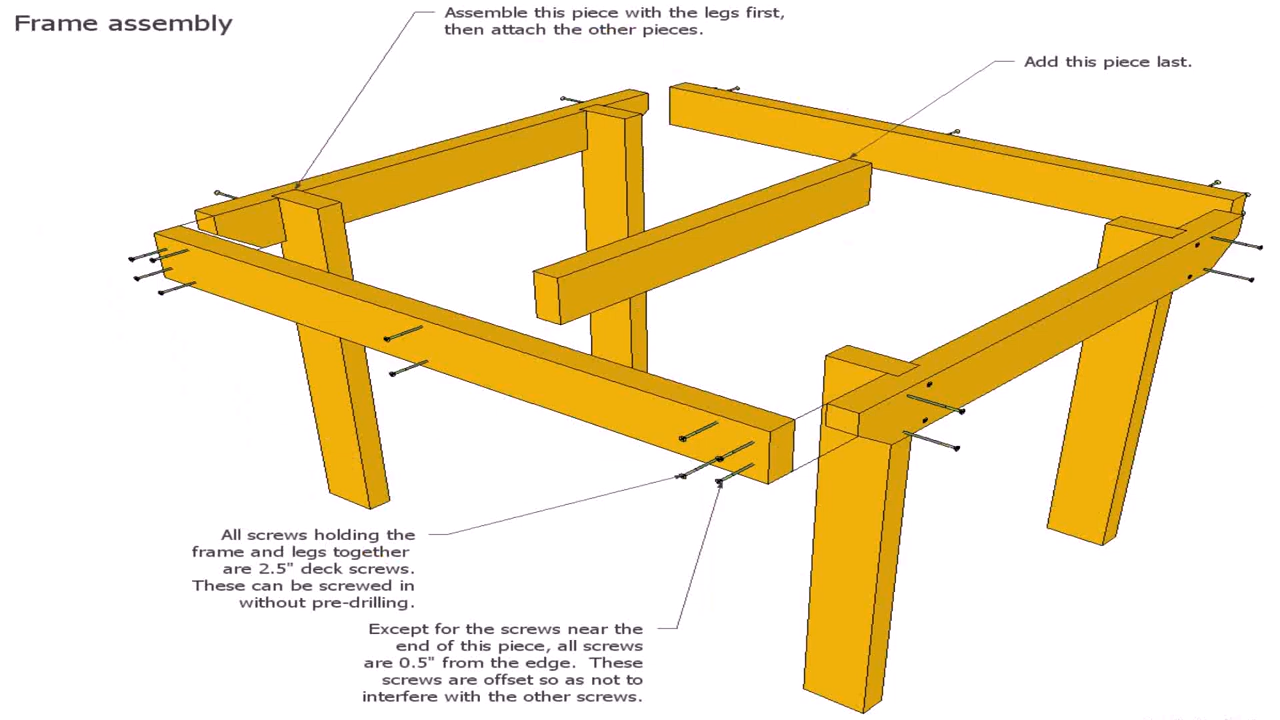 Frame assembly
Assemble this piece with the legs first,
then attach the other pieces.
Add this piece last.
All screws holding the
frame and legs together
are 2.5" deck screws.
These can be screwed in
without pre-drilling.
Except for the screws near the
end of this piece, all screws
are 0.5" from the edge.  These
screws are offset so as not to
interfere with the other screws.